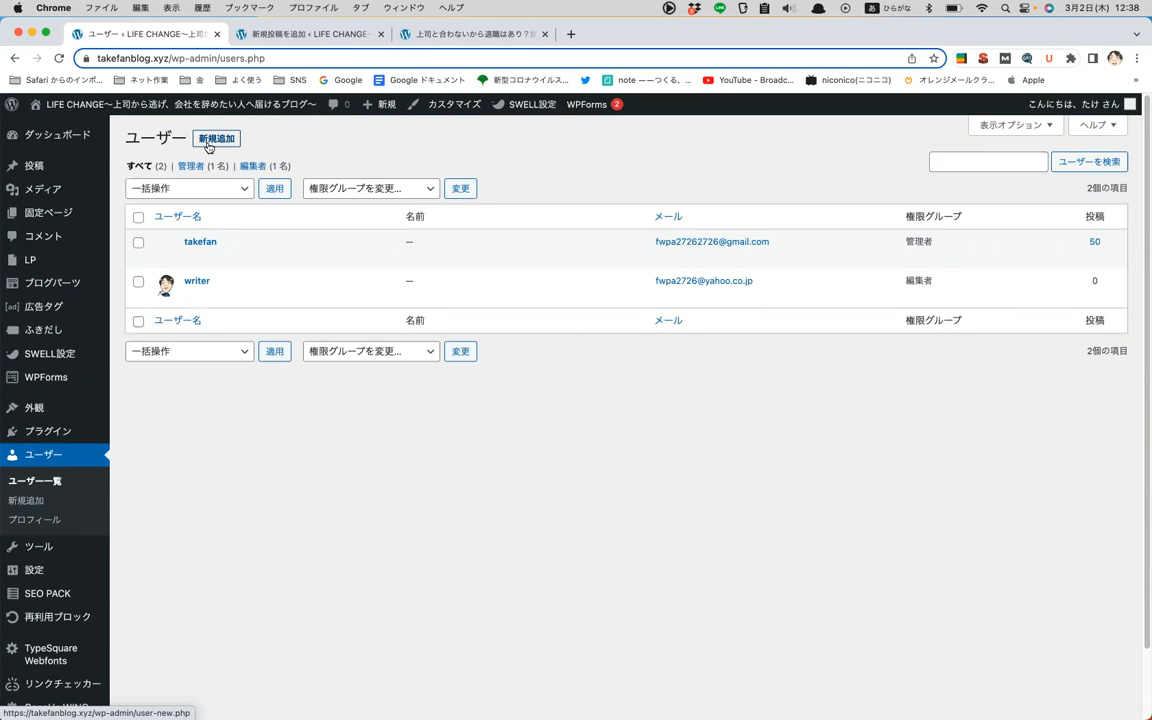 Chrome ファイル 編集 表示 履歴 ブックマーク プロファイル タブ ウィンドウ ヘルプ あ ひらがな 3月2日(木) 12:38
ユーザー ‹ LIFE CHANGE〜上司か 新規投稿を追加 ‹ LIFE CHANGE〜 上司と合わないから退職はあり？
takefanblog.xyz/wp-admin/users.php
Safari からのインポ... ネット作業 金 よく使う SNS Google Google ドキュメント 新型コロナウイルス... note ーーつくる、... YouTube - Broadc... niconico(ニコニコ) オレンジメールクラ... Apple »
LIFE CHANGE〜上司から逃げ、会社を辞めたい人へ届けるブログ〜 0 新規 カスタマイズ SWELL設定 WPForms 2 こんにちは、たけ さん
ダッシュボード
投稿
メディア
固定ページ
コメント
LP
ブログパーツ
[ad] 広告タグ
ふきだし
SWELL設定
WPForms
外観
プラグイン
ユーザー
ユーザー一覧
新規追加
プロフィール
ツール
設定
SEO PACK
再利用ブロック
TypeSquare
Webfonts
リンクチェッカー
表示オプション ▼ ヘルプ ▼
ユーザー 新規追加
すべて (2) | 管理者 (1 名) | 編集者 (1 名)
ユーザーを検索
一括操作 適用 権限グループを変更... 変更 2個の項目
ユーザー名 名前 メール 権限グループ 投稿
takefan — fwpa27262726@gmail.com 管理者 50
writer — fwpa2726@yahoo.co.jp 編集者 0
ユーザー名 名前 メール 権限グループ 投稿
一括操作 適用 権限グループを変更... 変更 2個の項目
https://takefanblog.xyz/wp-admin/user-new.php